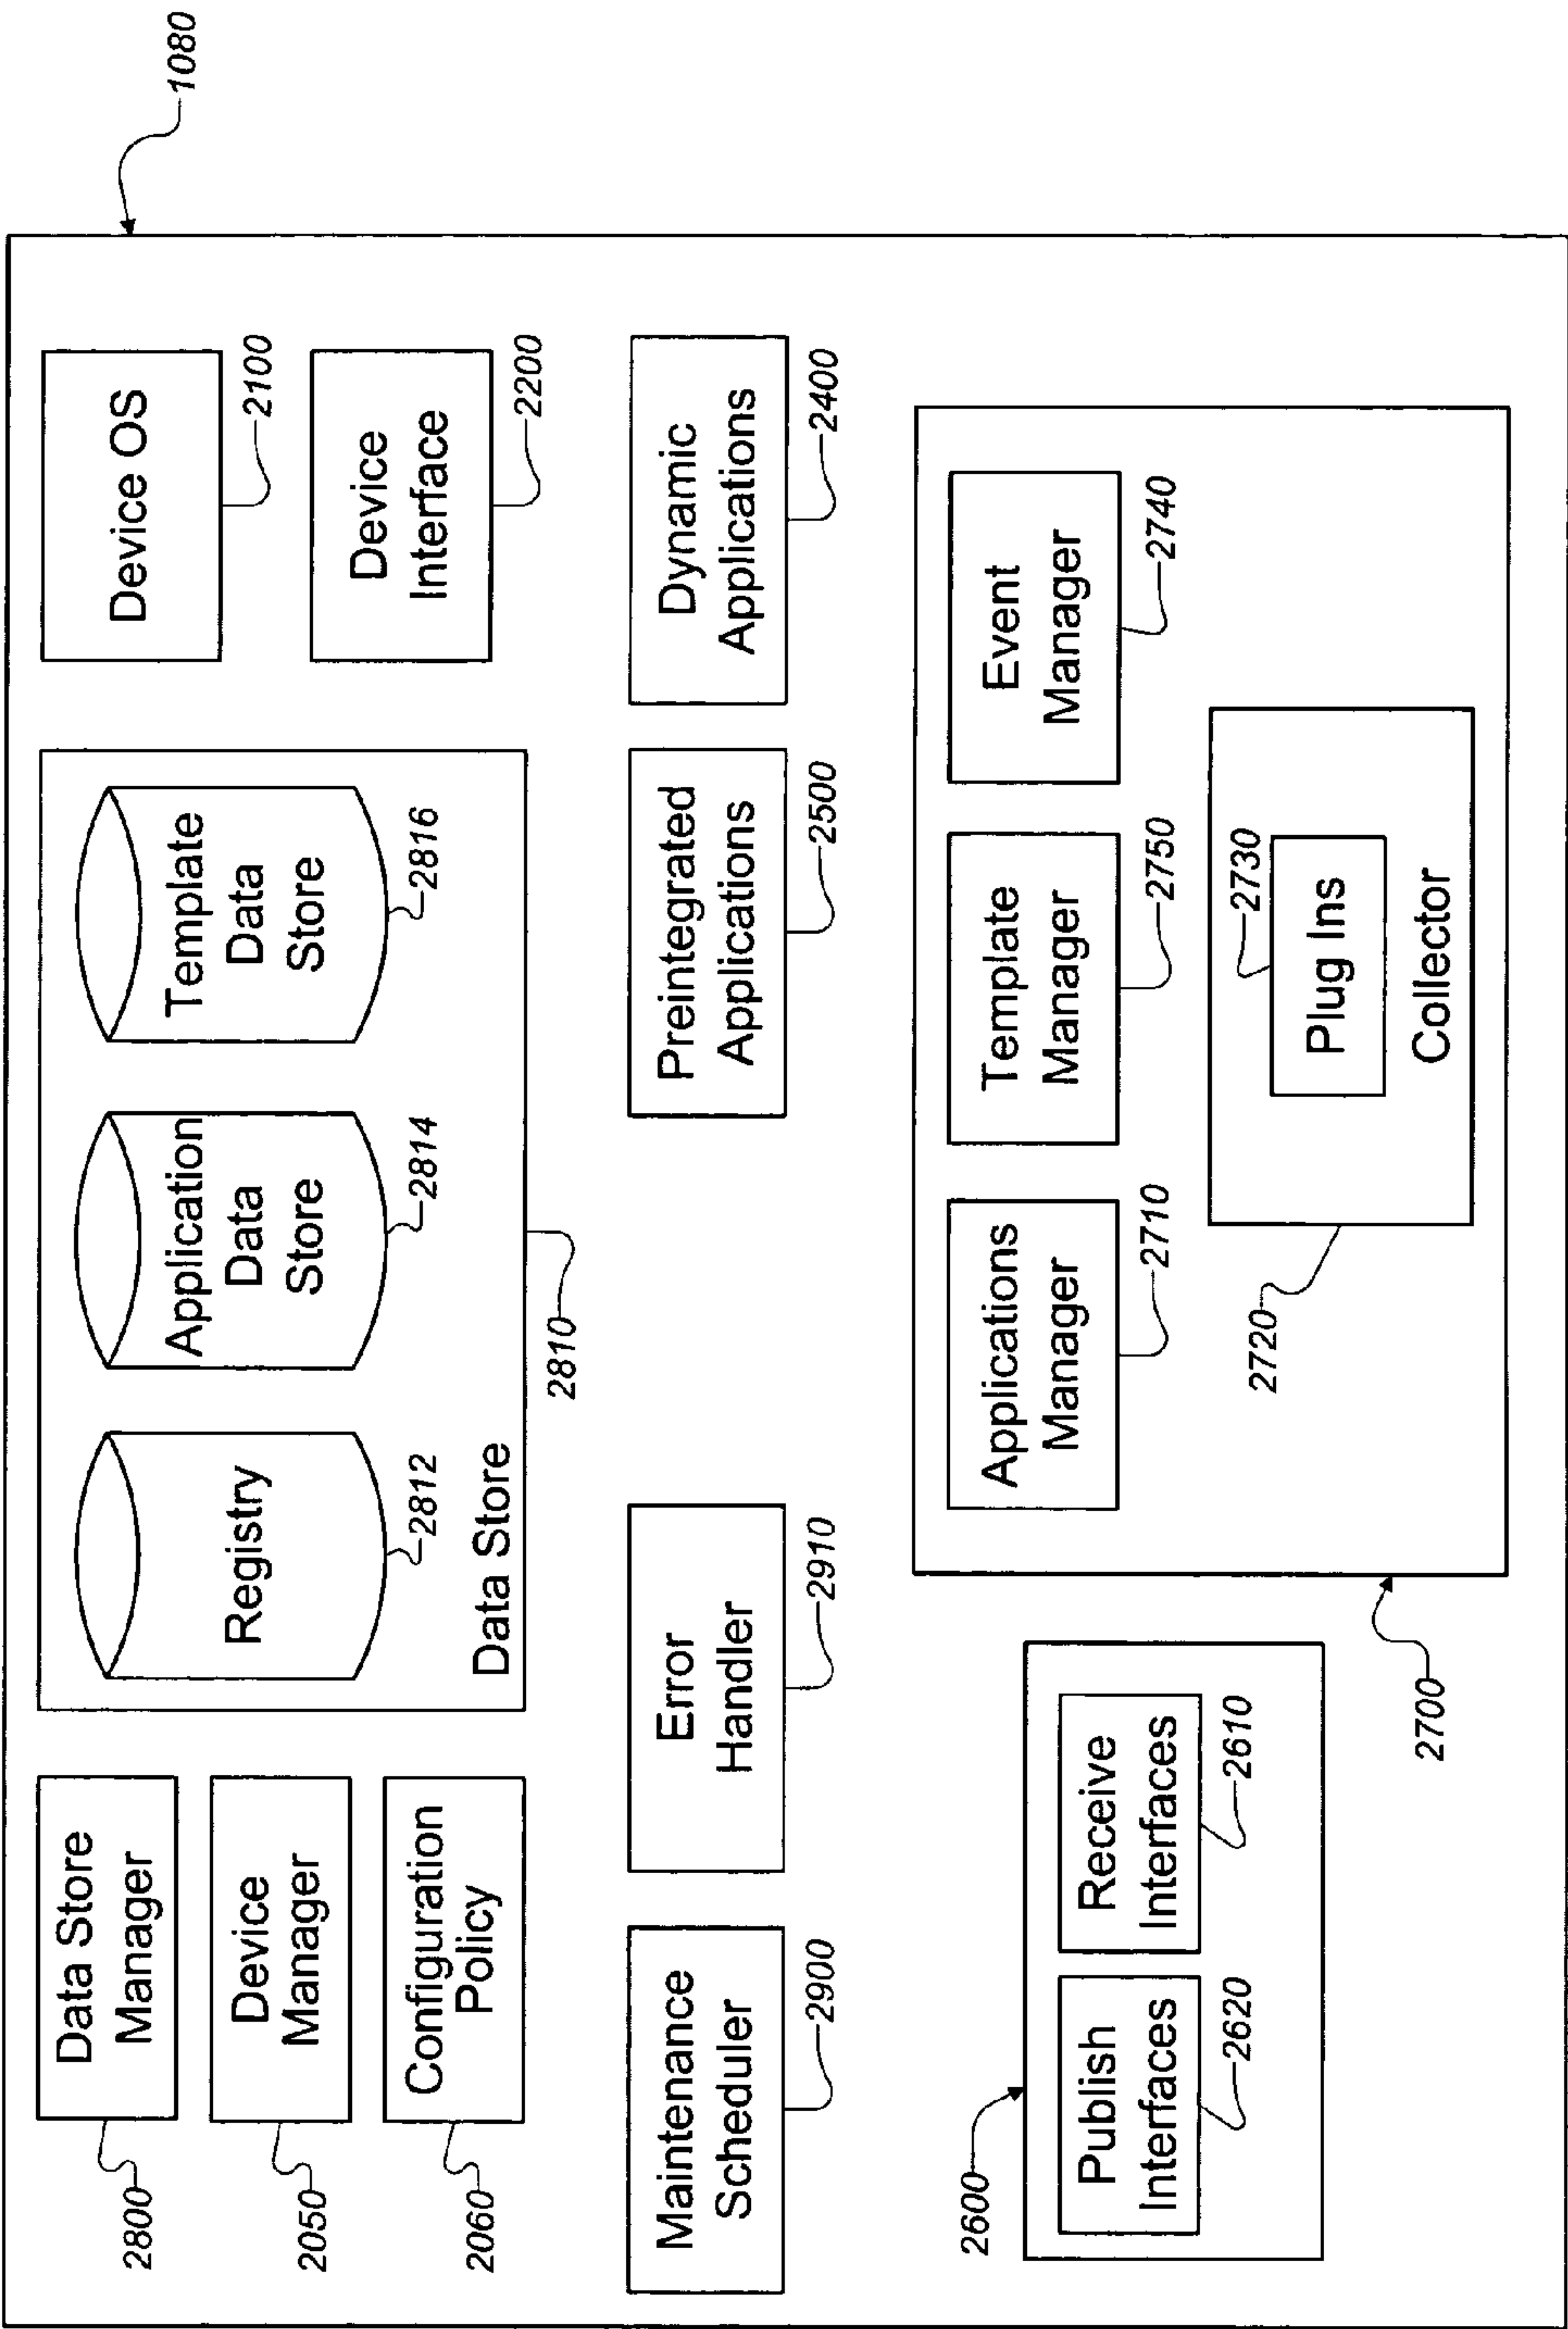 1080
Data Store
Manager
2800
Device
Manager
2050
Configuration
Policy
2060
Registry
2812
Application
Data
Store
2814
Template
Data
Store
2816
Data Store
2810
Device OS
2100
Device
Interface
2200
Maintenance
Scheduler
2900
Error
Handler
2910
Preintegrated
Applications
2500
Dynamic
Applications
2400
2600
Publish
Interfaces
2620
Receive
Interfaces
2610
2700
Applications
Manager
2710
Template
Manager
2750
Event
Manager
2740
2720
2730
Plug Ins
Collector